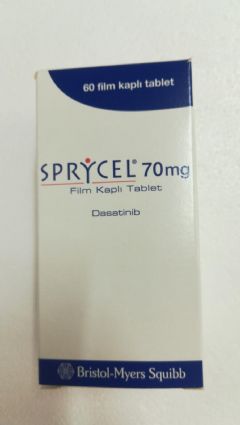 60 film kaplı tablet
SPRYCEL® 70mg
Film Kaplı Tablet
Dasatinib
Bristol-Myers Squibb